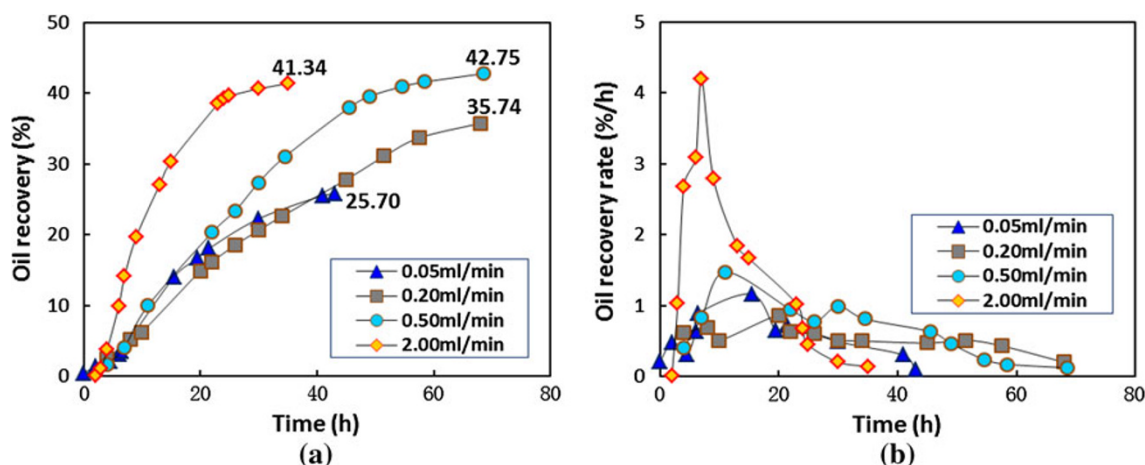 50
40
30
20
10
0
Oil recovery (%)
41.34
42.75
35.74
25.70
0.05ml/min
0.20ml/min
0.50ml/min
2.00ml/min
0 20 40 60 80
Time (h)
(a)
5
4
3
2
1
0
Oil recovery rate (%/h)
0.05ml/min
0.20ml/min
0.50ml/min
2.00ml/min
0 20 40 60 80
Time (h)
(b)